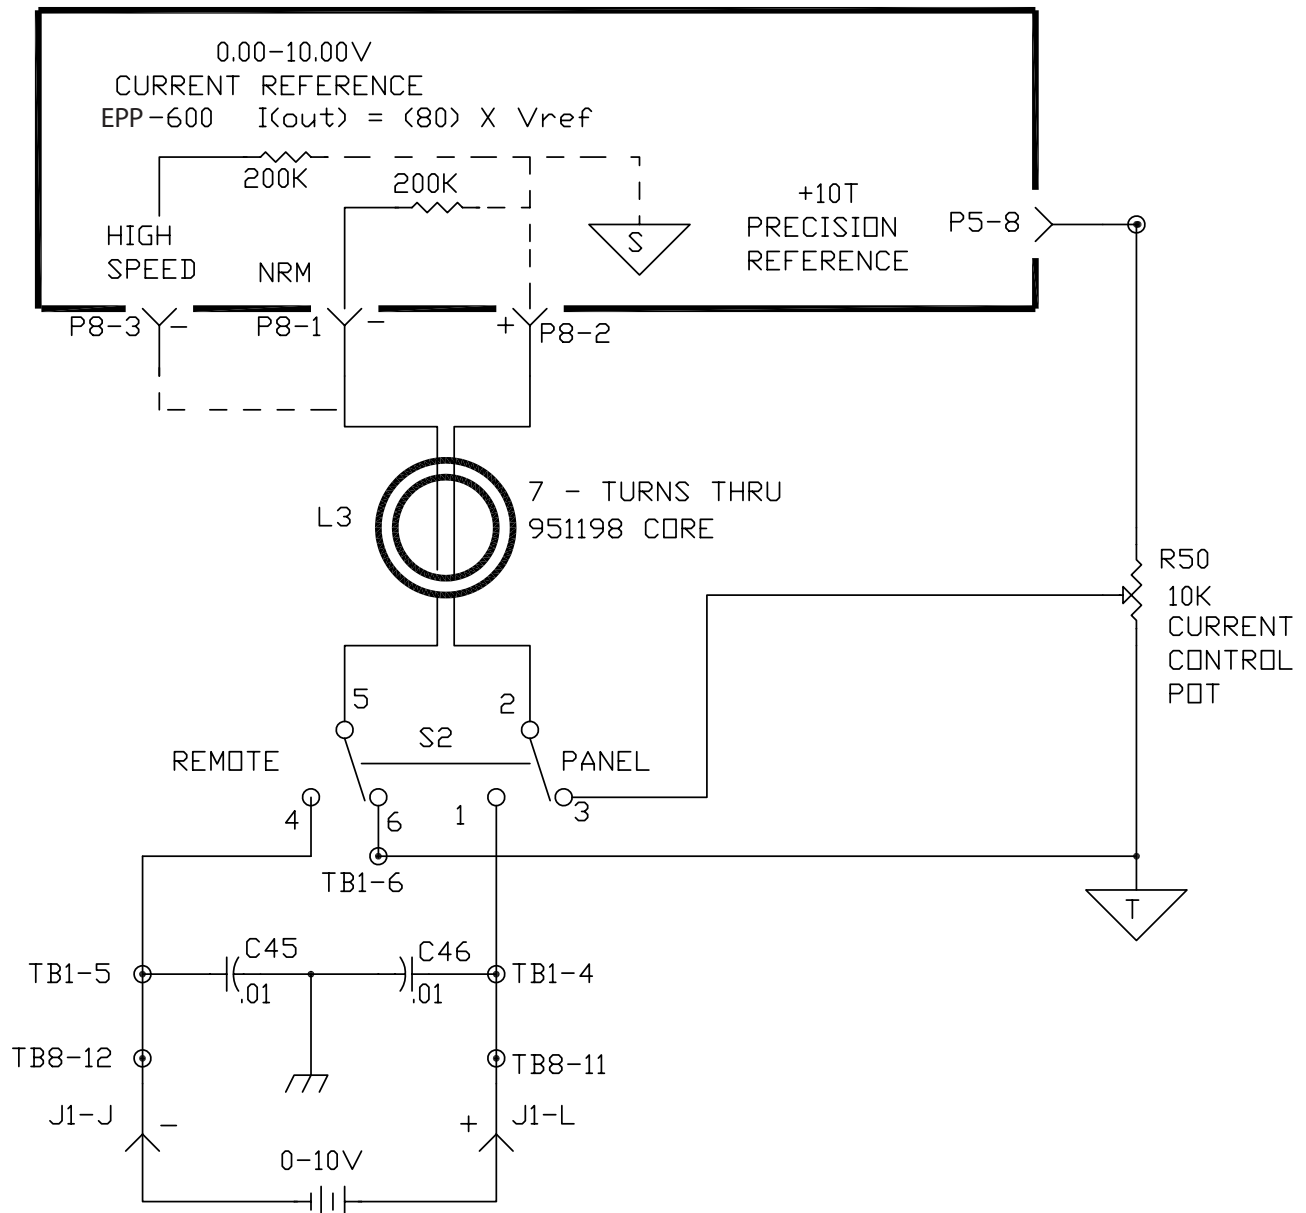 0.00-10.00V
CURRENT REFERENCE
EPP-600 I(out) = (80) X Vref
200K
200K
+10T
PRECISION
REFERENCE
P5-8
HIGH
SPEED
NRM
S
P8-3
-
P8-1
-
+
P8-2
L3
7 - TURNS THRU
951198 CORE
R50
10K
CURRENT
CONTROL
POT
5
2
S2
REMOTE
PANEL
4
6
1
3
TB1-6
T
C45
.01
C46
.01
TB1-5
TB1-4
TB8-12
TB8-11
J1-J
-
+
J1-L
0-10V